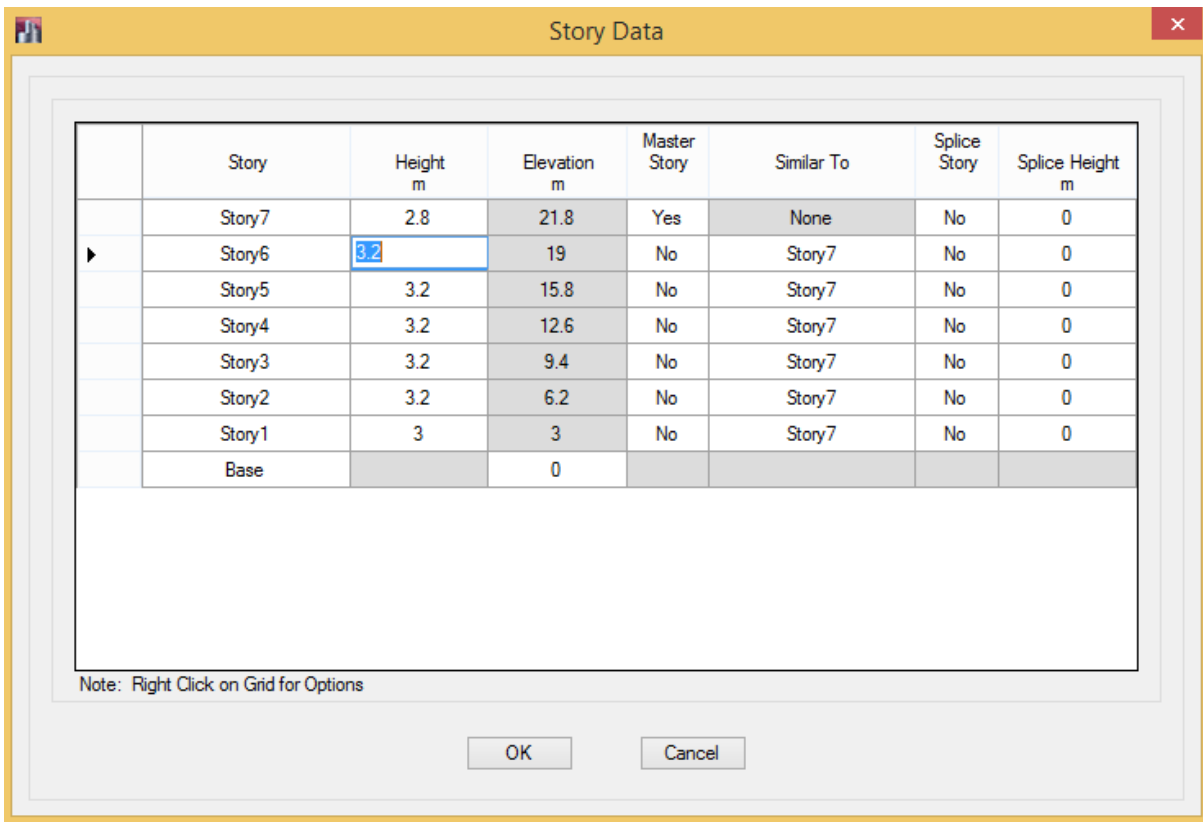 Story Data
Story Height m Elevation m Master Story Similar To Splice Story Splice Height m
Story7 2.8 21.8 Yes None No 0
Story6 3.2 19 No Story7 No 0
Story5 3.2 15.8 No Story7 No 0
Story4 3.2 12.6 No Story7 No 0
Story3 3.2 9.4 No Story7 No 0
Story2 3.2 6.2 No Story7 No 0
Story1 3 3 No Story7 No 0
Base 0
Note: Right Click on Grid for Options
OK Cancel